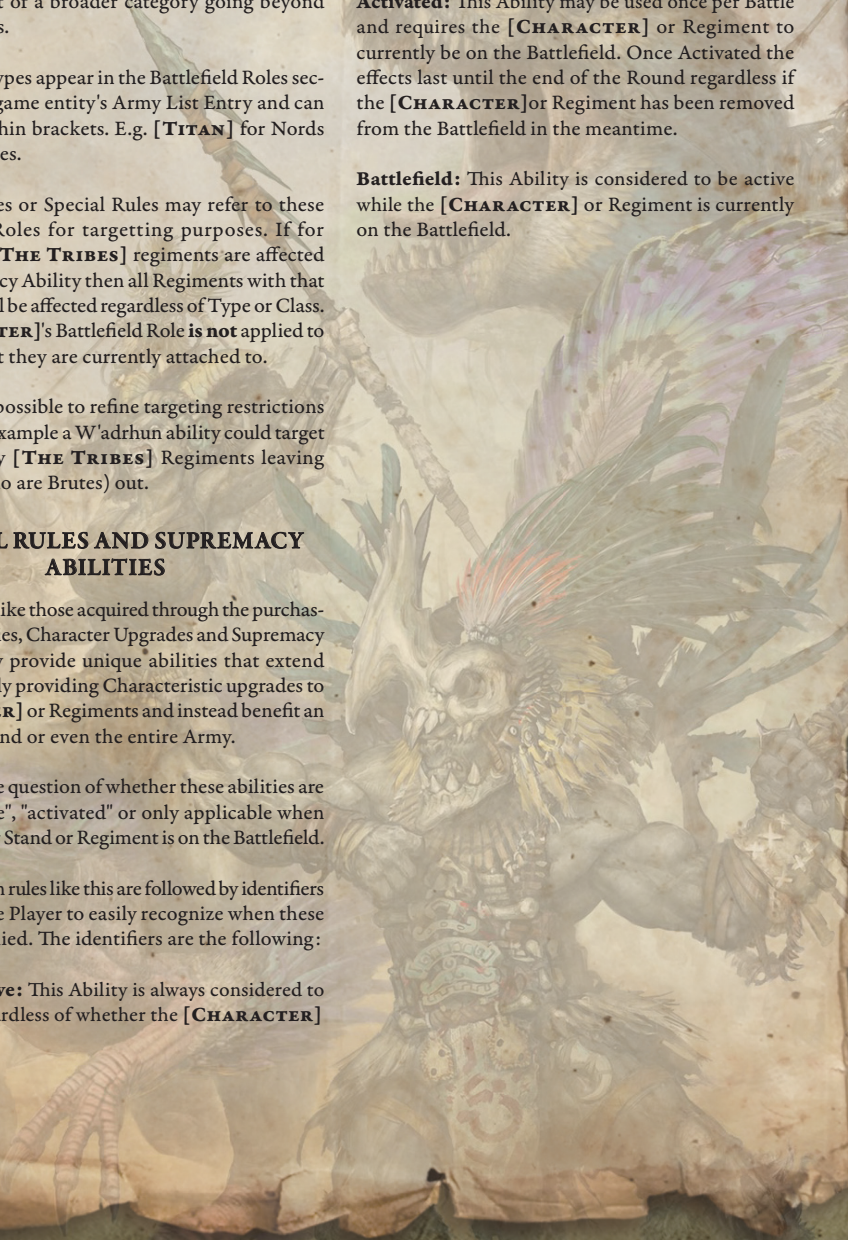 of a broader category going beyond
s.
ypes appear in the Battlefield Roles sec-
game entity's Army List Entry and can
hin brackets. E.g. [TITAN] for Nords
es.
es or Special Rules may refer to these
Roles for targetting purposes. If for
THE TRIBES] regiments are affected
cy Ability then all Regiments with that
l be affected regardless of Type or Class.
TER]'s Battlefield Role is not applied to
t they are currently attached to.
possible to refine targeting restrictions
xample a W'adrhun ability could target
y [THE TRIBES] Regiments leaving
o are Brutes) out.
L RULES AND SUPREMACY
ABILITIES
ike those acquired through the purchas-
ies, Character Upgrades and Supremacy
y provide unique abilities that extend
ly providing Characteristic upgrades to
R] or Regiments and instead benefit an
nd or even the entire Army.
e question of whether these abilities are
e", "activated" or only applicable when
Stand or Regiment is on the Battlefield.
n rules like this are followed by identifiers
e Player to easily recognize when these
ied. The identifiers are the following:
ve: This Ability is always considered to
rdless of whether the [CHARACTER]
Activated: This Ability may be used once per Battle
and requires the [CHARACTER] or Regiment to
currently be on the Battlefield. Once Activated the
effects last until the end of the Round regardless if
the [CHARACTER]or Regiment has been removed
from the Battlefield in the meantime.
Battlefield: This Ability is considered to be active
while the [CHARACTER] or Regiment is currently
on the Battlefield.